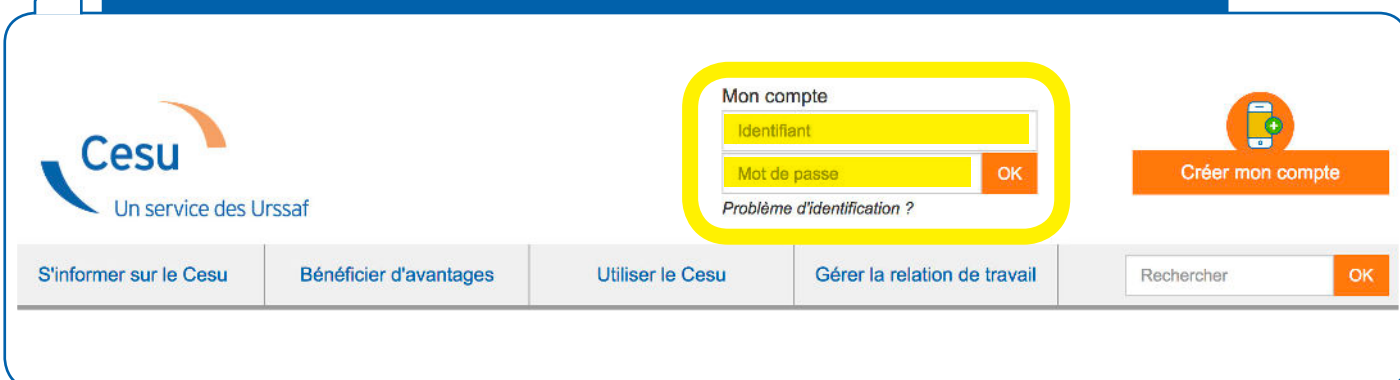 Mon compte
Identifiant
Mot de passe OK
Problème d'identification ?
Cesu
Un service des Urssaf
Créer mon compte
S'informer sur le Cesu Bénéficier d'avantages Utiliser le Cesu Gérer la relation de travail Rechercher OK